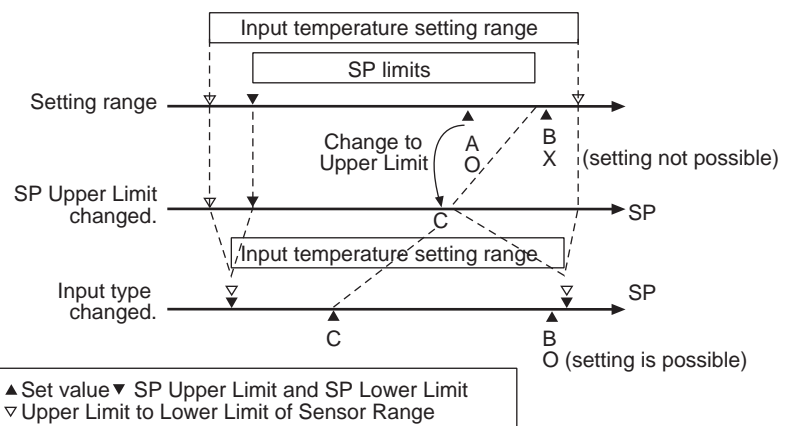 Input temperature setting range
SP limits
Setting range
Change to
Upper Limit
A
O
B
X
(setting not possible)
SP Upper Limit
changed.
C
SP
Input temperature setting range
Input type
changed.
SP
C
B
O (setting is possible)
▲ Set value ▼ SP Upper Limit and SP Lower Limit
▽ Upper Limit to Lower Limit of Sensor Range